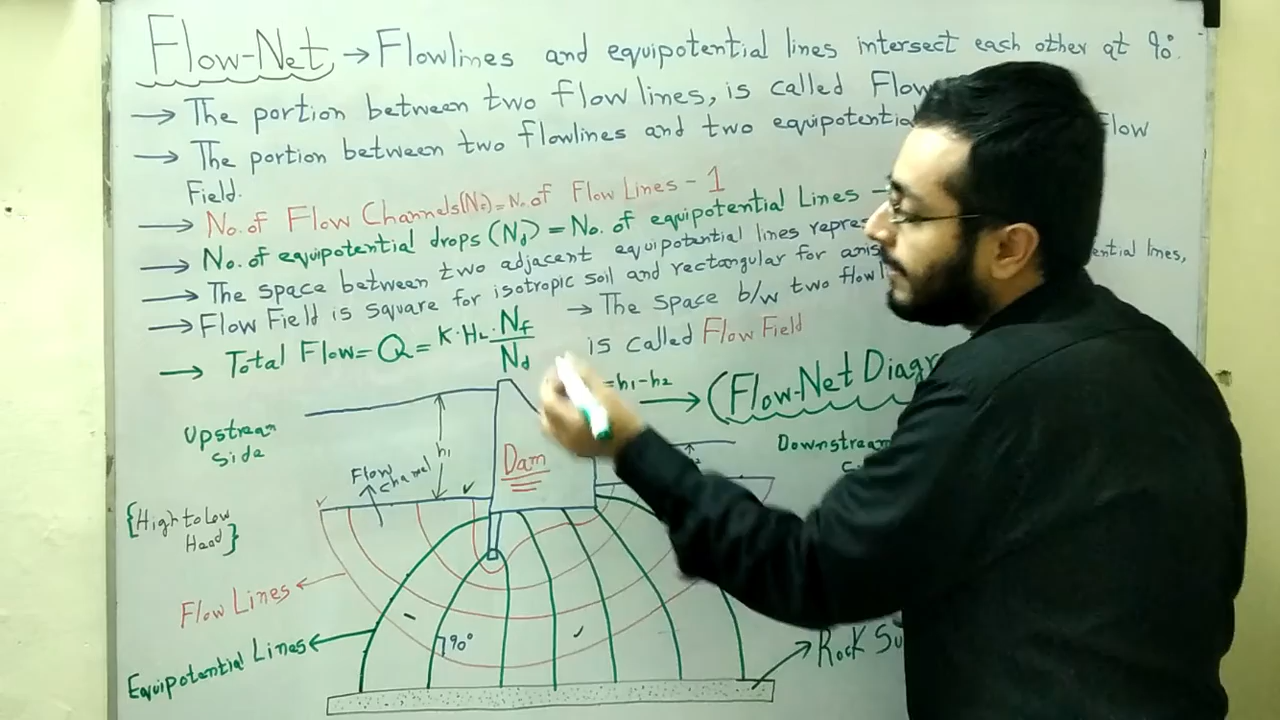 Flow-Net → Flowlines and equipotential lines intersect each other at 90°.
→ The portion between two flow lines, is called Flow
→ The portion between two flowlines and two equipotential Flow
Field.
→ No. of Flow Channels(Nf) = No. of Flow Lines - 1
→ No. of equipotential drops (Nd) = No. of equipotential Lines -
→ The space between two adjacent equipotential lines ential lines,
→ Flow Field is square for isotropic soil and rectangular for
→ The space b/w two flow
is called Flow Field
→ Total Flow = Q = K·HL·Nf/Nd
=h1-h2 → (Flow-Net
Upstream
Side
h1
Dam
Downstream
Flow
Channel
{High to Low
Head}
Flow Lines
Equipotential Lines
90°
Rock